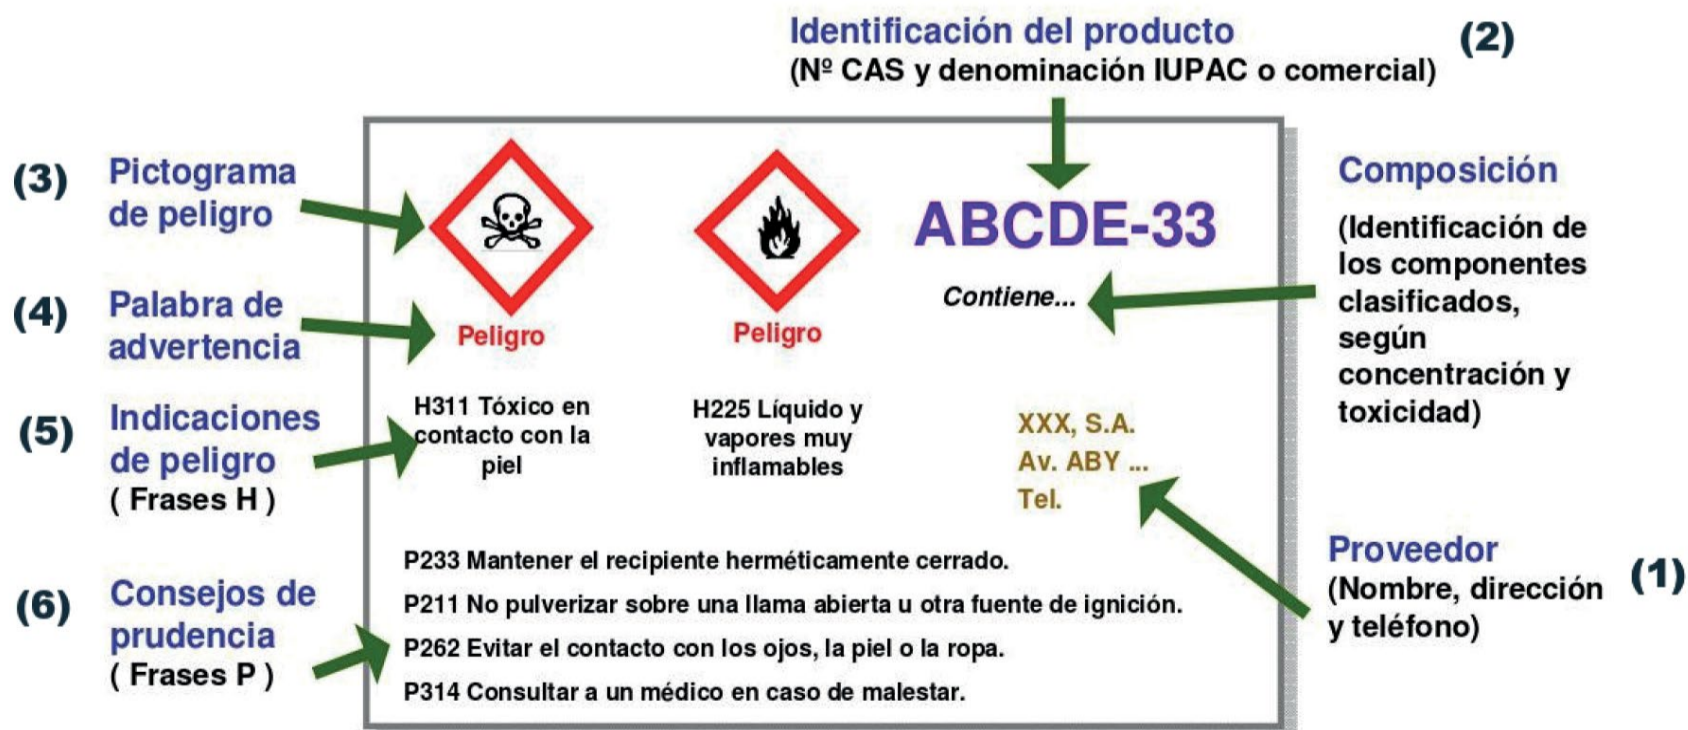 Identificación del producto
(2)
(Nº CAS y denominación IUPAC o comercial)
(3)
Pictograma
de peligro
(4)
Palabra de
advertencia
(5)
Indicaciones
de peligro
( Frases H )
(6)
Consejos de
prudencia
( Frases P )
Peligro
Peligro
ABCDE-33
Contiene...
H311 Tóxico en
contacto con la
piel
H225 Líquido y
vapores muy
inflamables
XXX, S.A.
Av. ABY ...
Tel.
P233 Mantener el recipiente herméticamente cerrado.
P211 No pulverizar sobre una llama abierta u otra fuente de ignición.
P262 Evitar el contacto con los ojos, la piel o la ropa.
P314 Consultar a un médico en caso de malestar.
Composición
(Identificación de
los componentes
clasificados,
según
concentración y
toxicidad)
Proveedor
(1)
(Nombre, dirección
y teléfono)